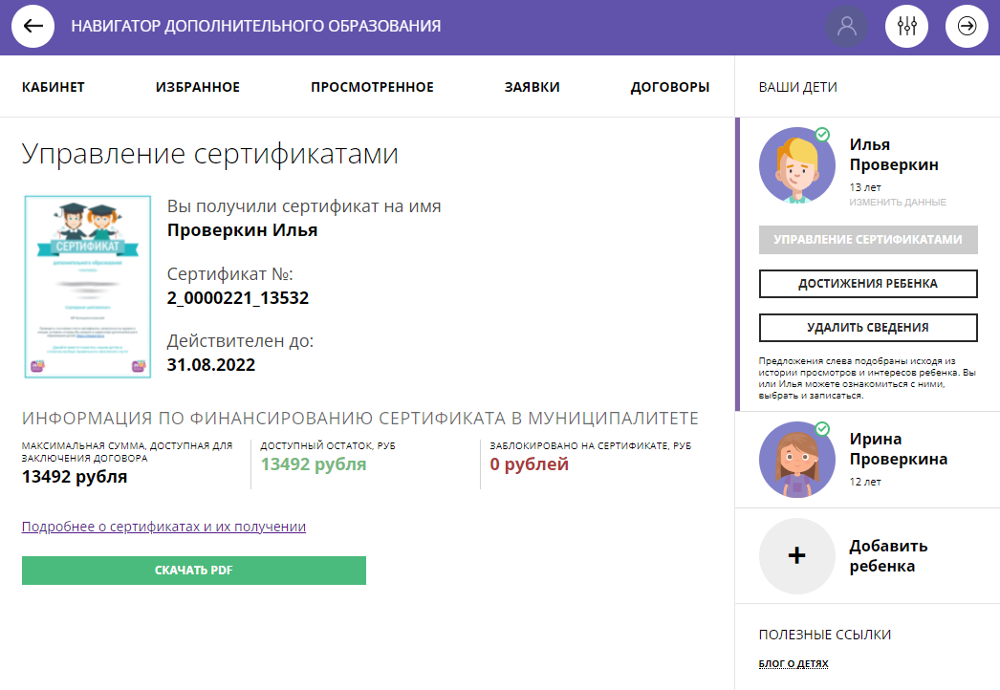 НАВИГАТОР ДОПОЛНИТЕЛЬНОГО ОБРАЗОВАНИЯ
КАБИНЕТ
ИЗБРАННОЕ
ПРОСМОТРЕННОЕ
ЗАЯВКИ
ДОГОВОРЫ
Управление сертификатами
СЕРТИФИКАТ
дополнительного образования
Вы получили сертификат на имя
Проверкин Илья
Сертификат №:
2_0000221_13532
Действителен до:
31.08.2022
ИНФОРМАЦИЯ ПО ФИНАНСИРОВАНИЮ СЕРТИФИКАТА В МУНИЦИПАЛИТЕТЕ
МАКСИМАЛЬНАЯ СУММА, ДОСТУПНАЯ ДЛЯ
ЗАКЛЮЧЕНИЯ ДОГОВОРА
13492 рубля
ДОСТУПНЫЙ ОСТАТОК, РУБ
13492 рубля
ЗАБЛОКИРОВАНО НА СЕРТИФИКАТЕ, РУБ
0 рублей
Подробнее о сертификатах и их получении
СКАЧАТЬ PDF
ВАШИ ДЕТИ
Илья
Проверкин
13 лет
ИЗМЕНИТЬ ДАННЫЕ
УПРАВЛЕНИЕ СЕРТИФИКАТАМИ
ДОСТИЖЕНИЯ РЕБЕНКА
УДАЛИТЬ СВЕДЕНИЯ
Предложения слева подобраны исходя из
истории просмотров и интересов ребенка. Вы
или Илья можете ознакомиться с ними,
выбрать и записаться.
Ирина
Проверкина
12 лет
Добавить
ребенка
ПОЛЕЗНЫЕ ССЫЛКИ
БЛОГ О ДЕТЯХ